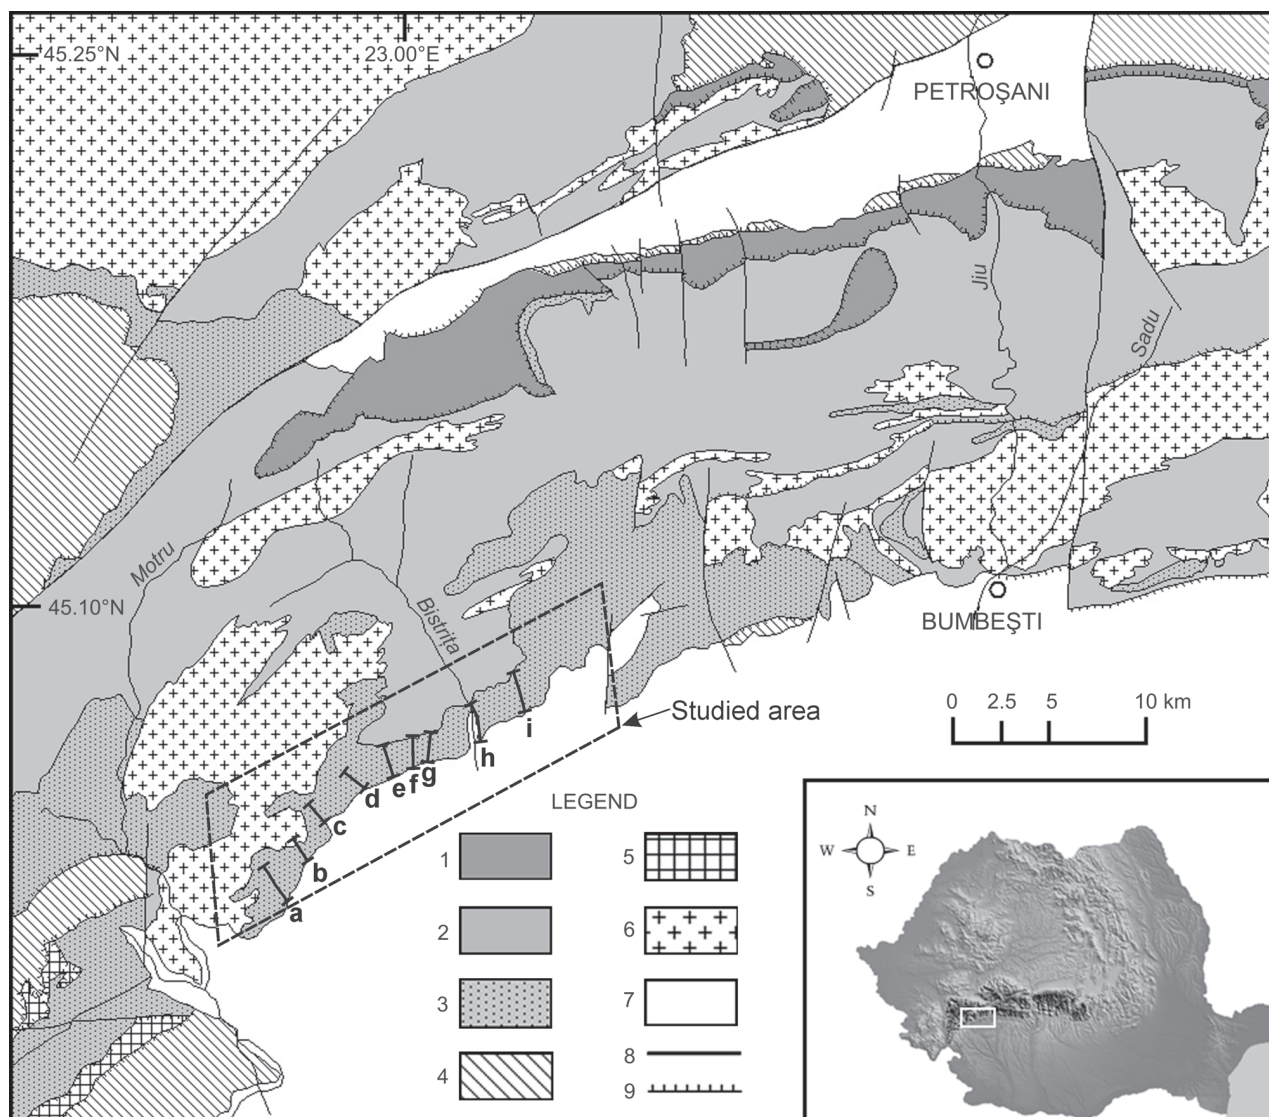 45.25°N
23.00°E
PETROŞANI
Jiu
Sadu
Motru
45.10°N
Bistriţa
BUMBEŞTI
Studied area
0 2.5 5 10 km
i
h
g
f
e
d
c
b
a
LEGEND
1
2
3
4
5
6
7
8
9
N
W E
S